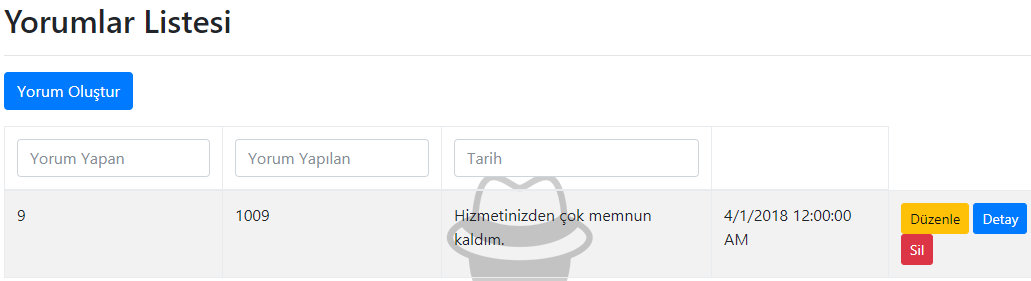 Yorumlar Listesi
Yorum Oluştur
Yorum Yapan
Yorum Yapılan
Tarih
9
1009
Hizmetinizden çok memnun
kaldım.
4/1/2018 12:00:00
AM
Düzenle
Detay
Sil